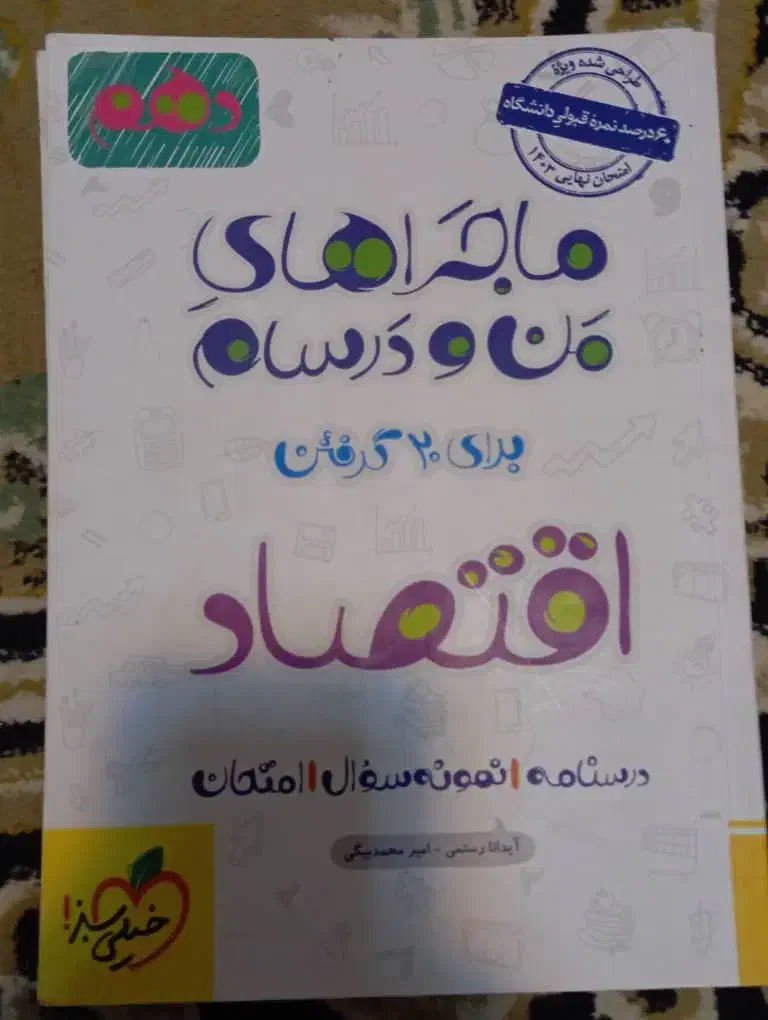 دهم
طراحی شده ویژهٔ
۶۰ درصد نمرهٔ قبولی دانشگاه
امتحان نهایی ۱۴۰۳
ماجراهای
من و درسام
برای ۲۰ گرفتن
اقتصاد
درسنامه | نمونه سؤال | امتحان
آیدانا رستمی - امیر محمدبیگی
خیلی سبز!